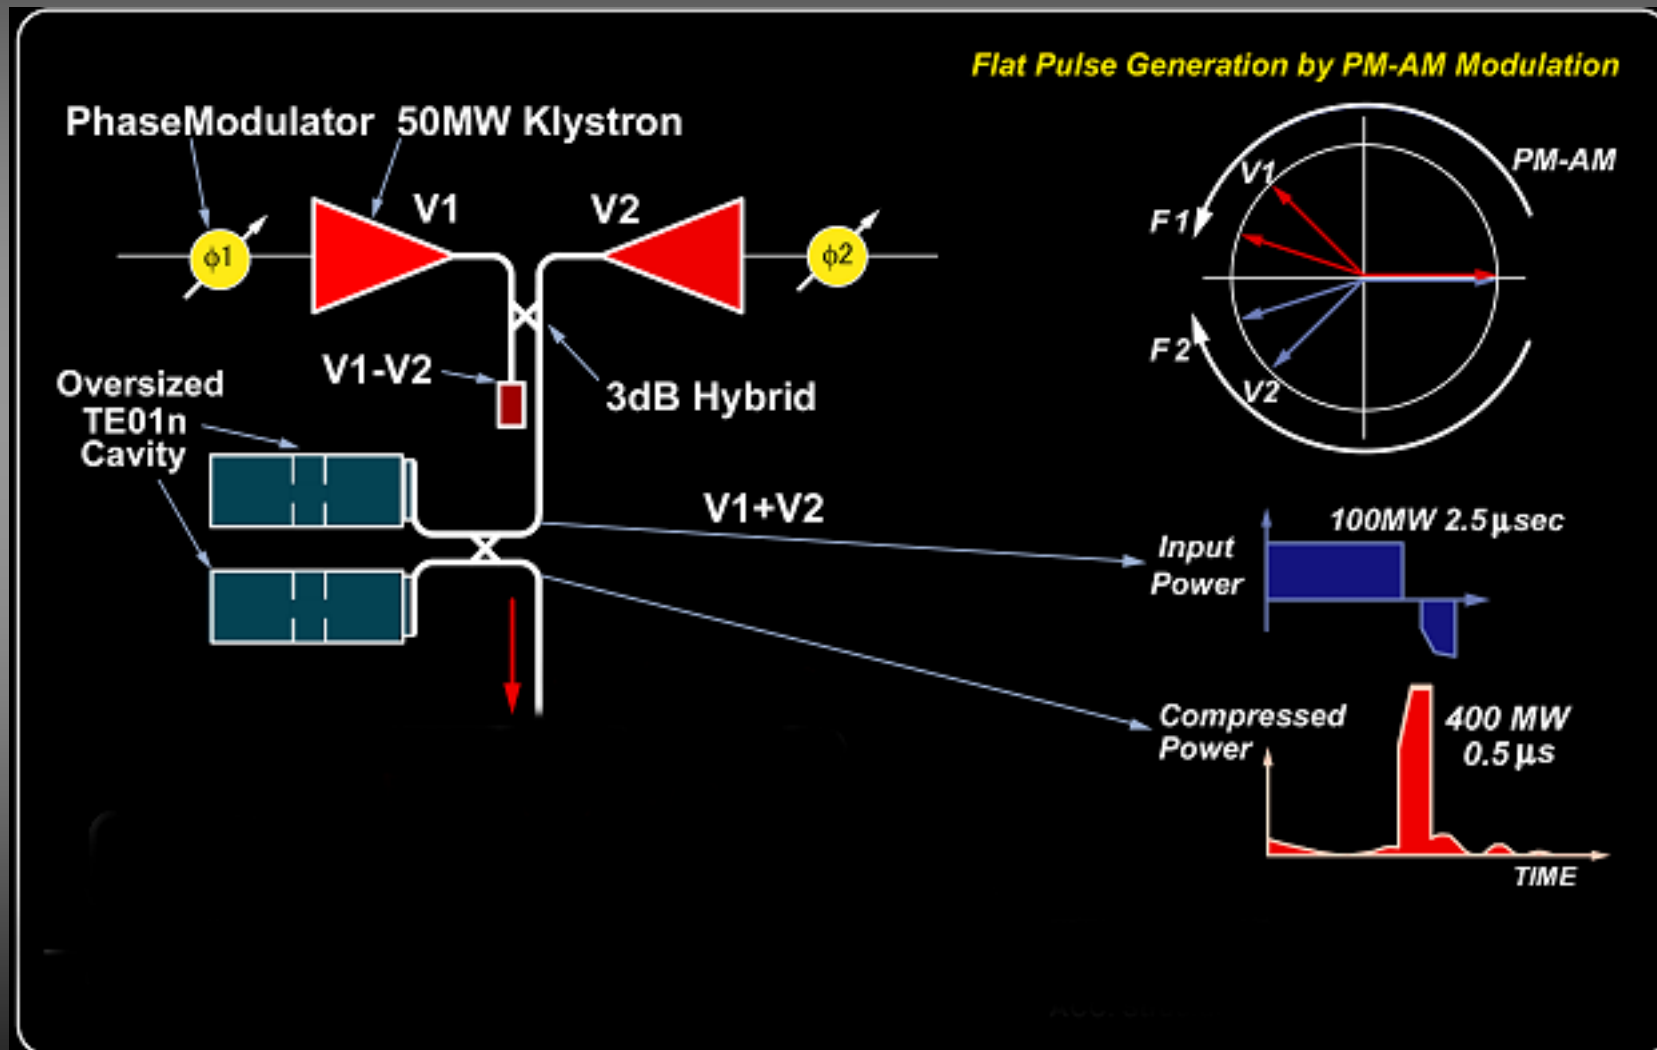 Flat Pulse Generation by PM-AM Modulation
PhaseModulator 50MW Klystron
PM-AM
V1
V2
V1
F1
ϕ1
ϕ2
F2
V2
V1-V2
3dB Hybrid
Oversized
TE01n
Cavity
V1+V2
100MW 2.5μsec
Input
Power
Compressed
Power
400 MW
0.5μs
TIME